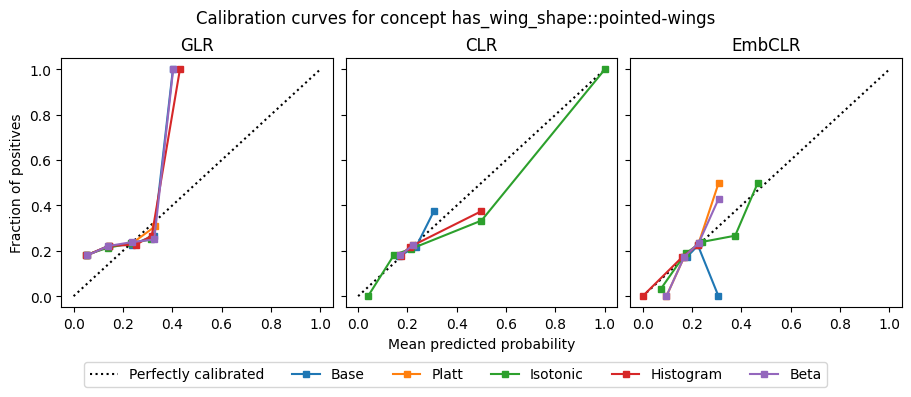 Calibration curves for concept has_wing_shape::pointed-wings
GLR
CLR
EmbCLR
Fraction of positives
1.0
0.8
0.6
0.4
0.2
0.0
0.0 0.2 0.4 0.6 0.8 1.0
0.0 0.2 0.4 0.6 0.8 1.0
0.0 0.2 0.4 0.6 0.8 1.0
Mean predicted probability
Perfectly calibrated Base Platt Isotonic Histogram Beta